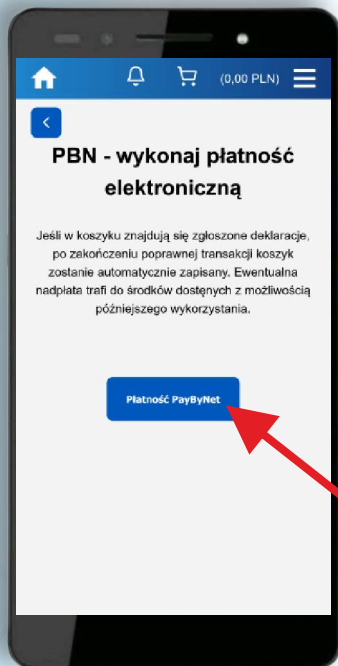 (0,00 PLN)
PBN - wykonaj płatność
elektroniczną
Jeśli w koszyku znajdują się zgłoszone deklaracje,
po zakończeniu poprawnej transakcji koszyk
zostanie automatycznie zapisany. Ewentualna
nadpłata trafi do środków dostęnych z możliwością
późniejszego wykorzystania.
Płatność PayByNet